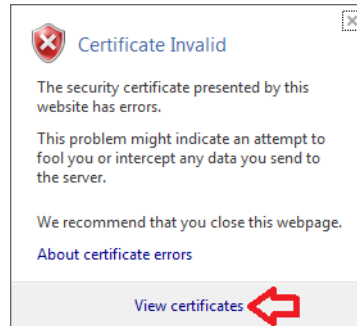 Certificate Invalid
The security certificate presented by this
website has errors.
This problem might indicate an attempt to
fool you or intercept any data you send to
the server.
We recommend that you close this webpage.
About certificate errors
View certificates